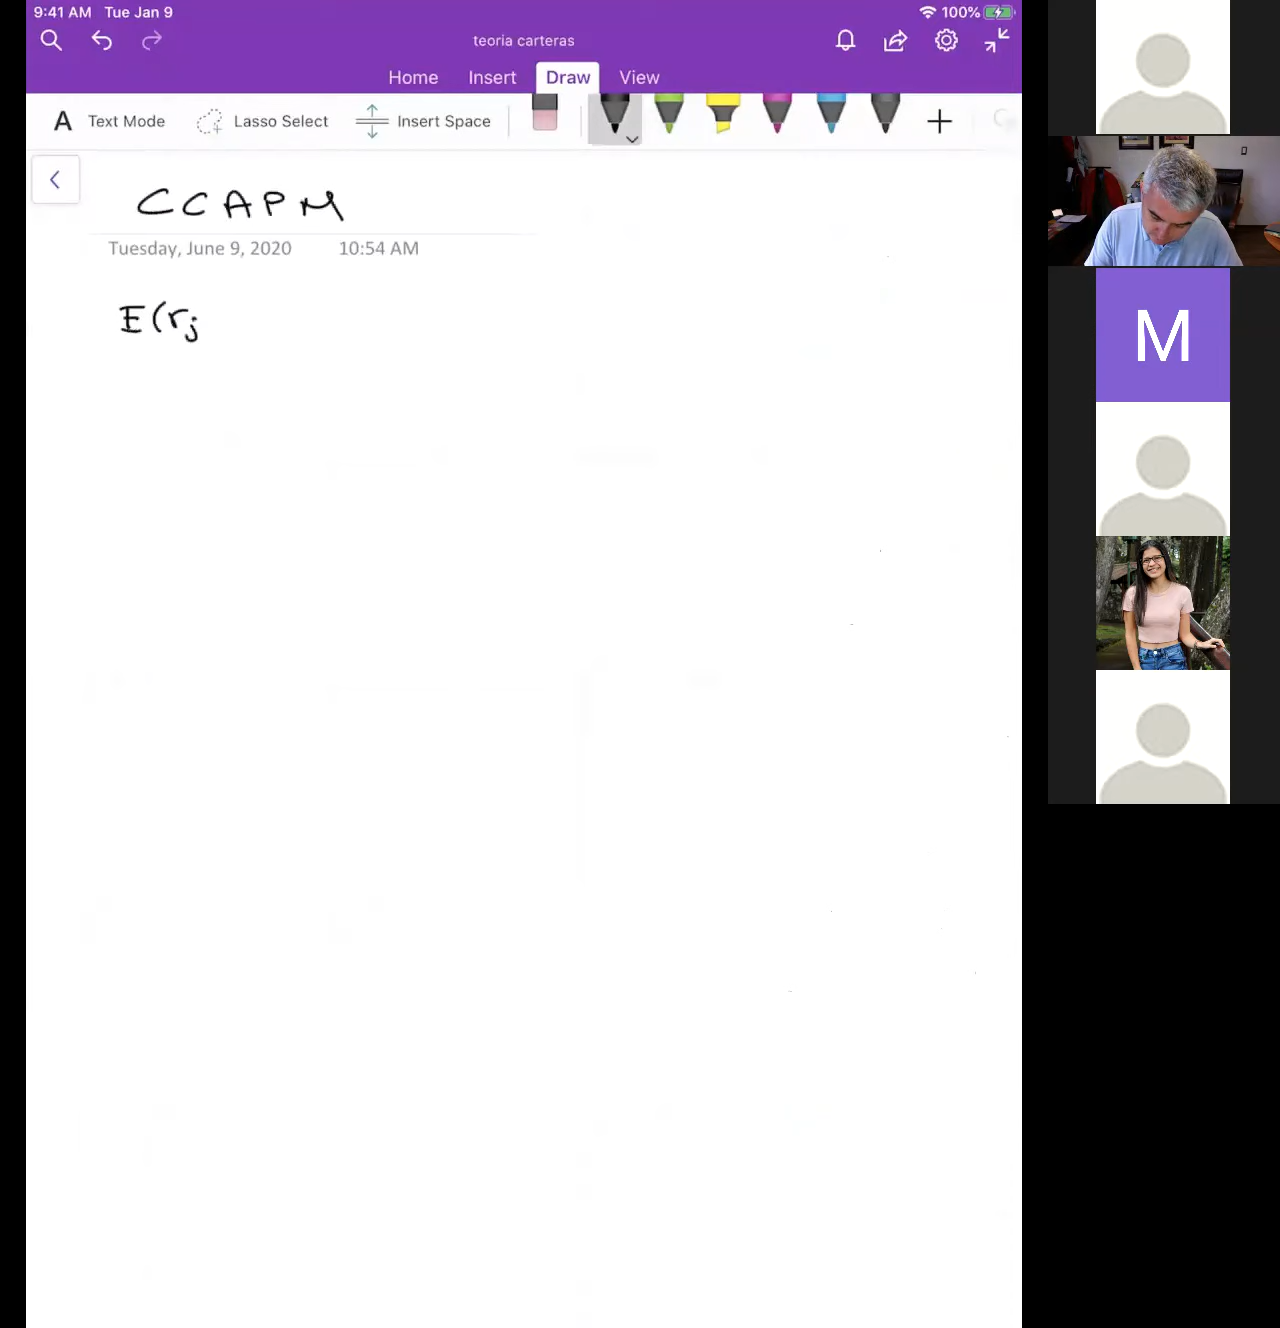 9:41 AM Tue Jan 9 100%
teoria carteras
Home Insert Draw View
A Text Mode Lasso Select Insert Space
CCAPM
Tuesday, June 9, 2020 10:54 AM
E(rj
M